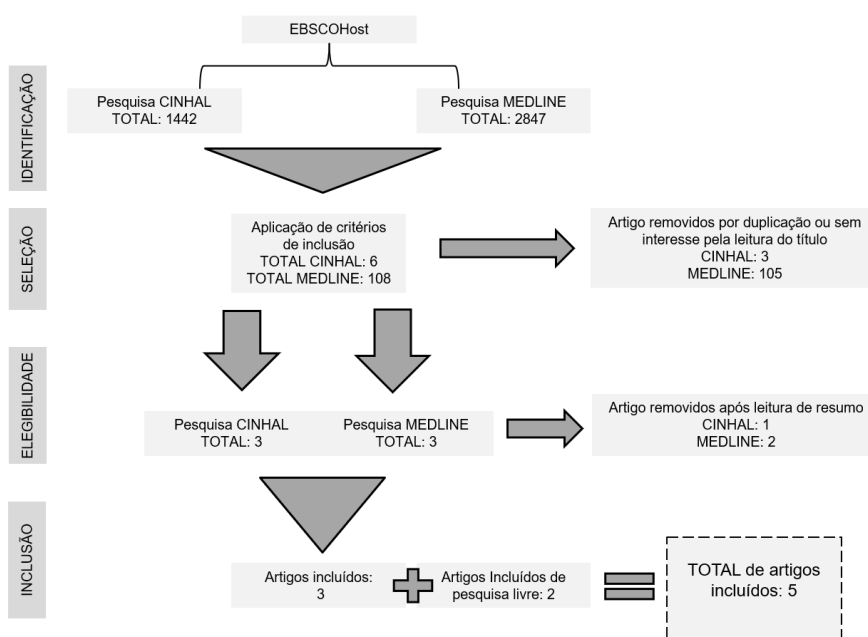 EBSCOHost
IDENTIFICAÇÃO
Pesquisa CINHAL
TOTAL: 1442
Pesquisa MEDLINE
TOTAL: 2847
SELEÇÃO
Aplicação de critérios
de inclusão
TOTAL CINHAL: 6
TOTAL MEDLINE: 108
Artigo removidos por duplicação ou sem
interesse pela leitura do título
CINHAL: 3
MEDLINE: 105
ELEGIBILIDADE
Pesquisa CINHAL
TOTAL: 3
Pesquisa MEDLINE
TOTAL: 3
Artigo removidos após leitura de resumo
CINHAL: 1
MEDLINE: 2
INCLUSÃO
Artigos incluídos:
3
Artigos Incluídos de
pesquisa livre: 2
TOTAL de artigos
incluídos: 5